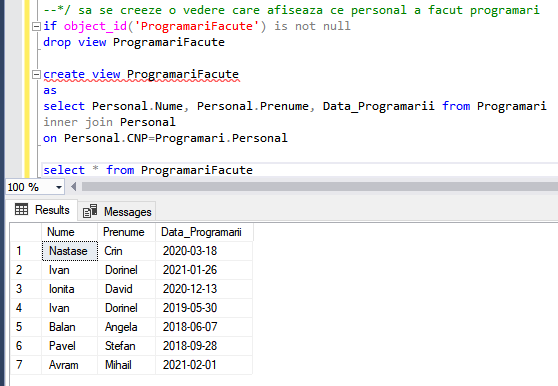 --*/ sa se creeze o vedere care afiseaza ce personal a facut programari
if object_id('ProgramariFacute') is not null
drop view ProgramariFacute
create view ProgramariFacute
as
select Personal.Nume, Personal.Prenume, Data_Programarii from Programari
inner join Personal
on Personal.CNP=Programari.Personal
select * from ProgramariFacute
100 %
Results Messages
Nume Prenume Data_Programarii
1 Nastase Crin 2020-03-18
2 Ivan Dorinel 2021-01-26
3 Ionita David 2020-12-13
4 Ivan Dorinel 2019-05-30
5 Balan Angela 2018-06-07
6 Pavel Stefan 2018-09-28
7 Avram Mihail 2021-02-01